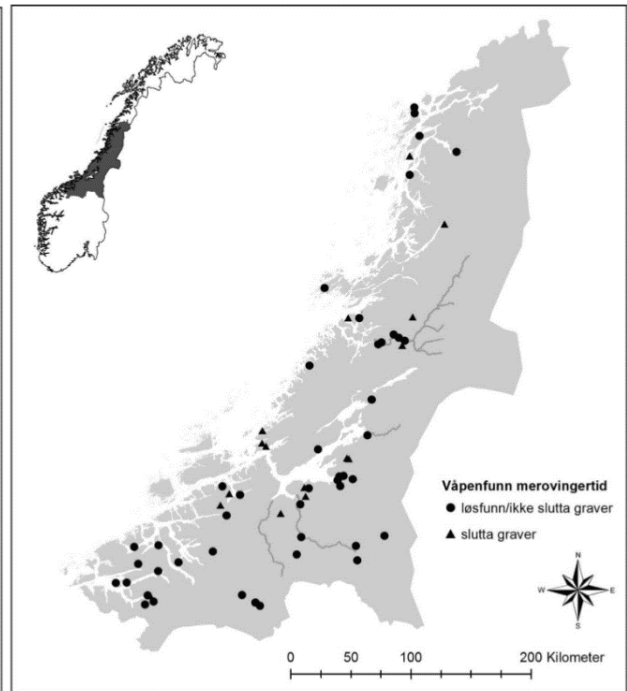 Våpenfunn merovingertid
løsfunn/ikke slutta graver
slutta graver
N
W E
S
0 50 100 200 Kilometer